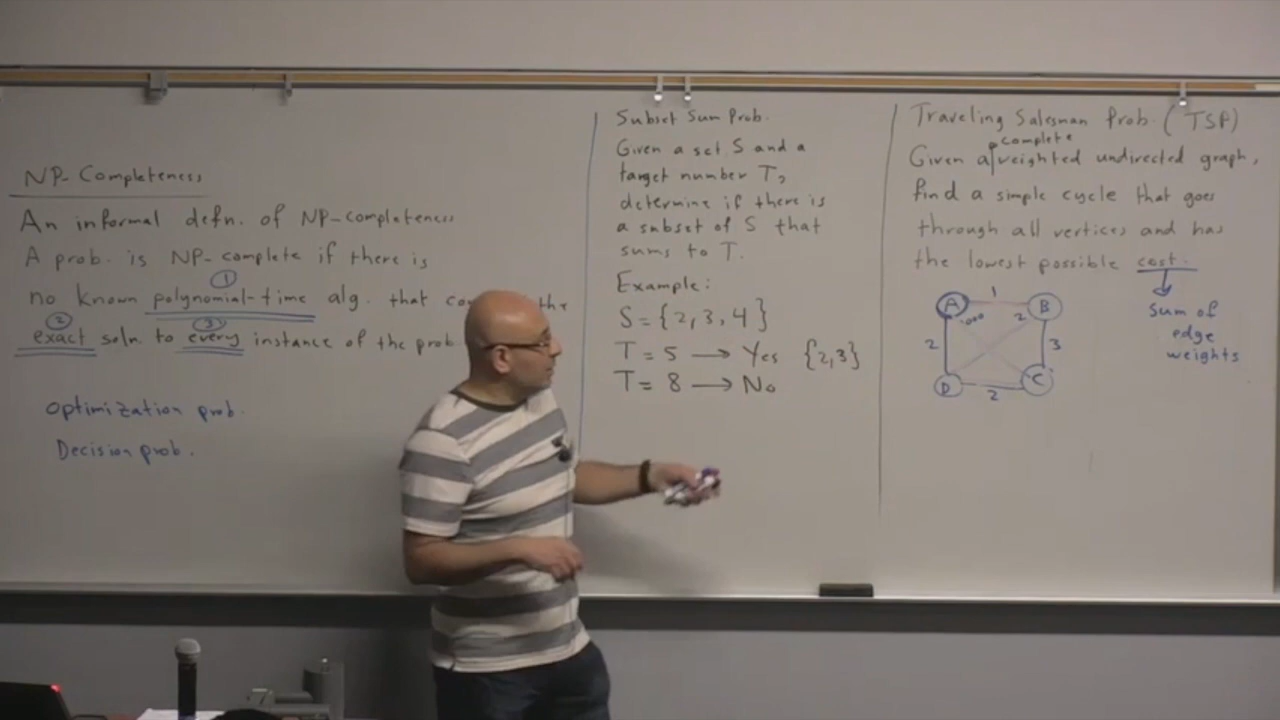 NP-Completeness
An informal defn. of NP-completeness
A prob. is NP-complete if there is
①
no known polynomial-time alg. that
② ③
exact soln. to every instance of the prob
Optimization prob.
Decision prob.
Subset Sum Prob.
Given a set S and a
target number T,
determine if there is
a subset of S that
sums to T.
Example:
S = {2, 3, 4}
T = 5 → Yes {2,3}
T = 8 → No
Traveling Salesman Prob. (TSP)
complete
Given a weighted undirected graph,
find a simple cycle that goes
through all vertices and has
the lowest possible cost.
Sum of
edge
weights
1
A B
2
2 3
D C
2